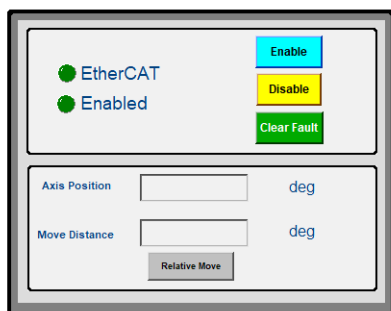 EtherCAT
Enabled
Enable
Disable
Clear Fault
Axis Position deg
Move Distance deg
Relative Move